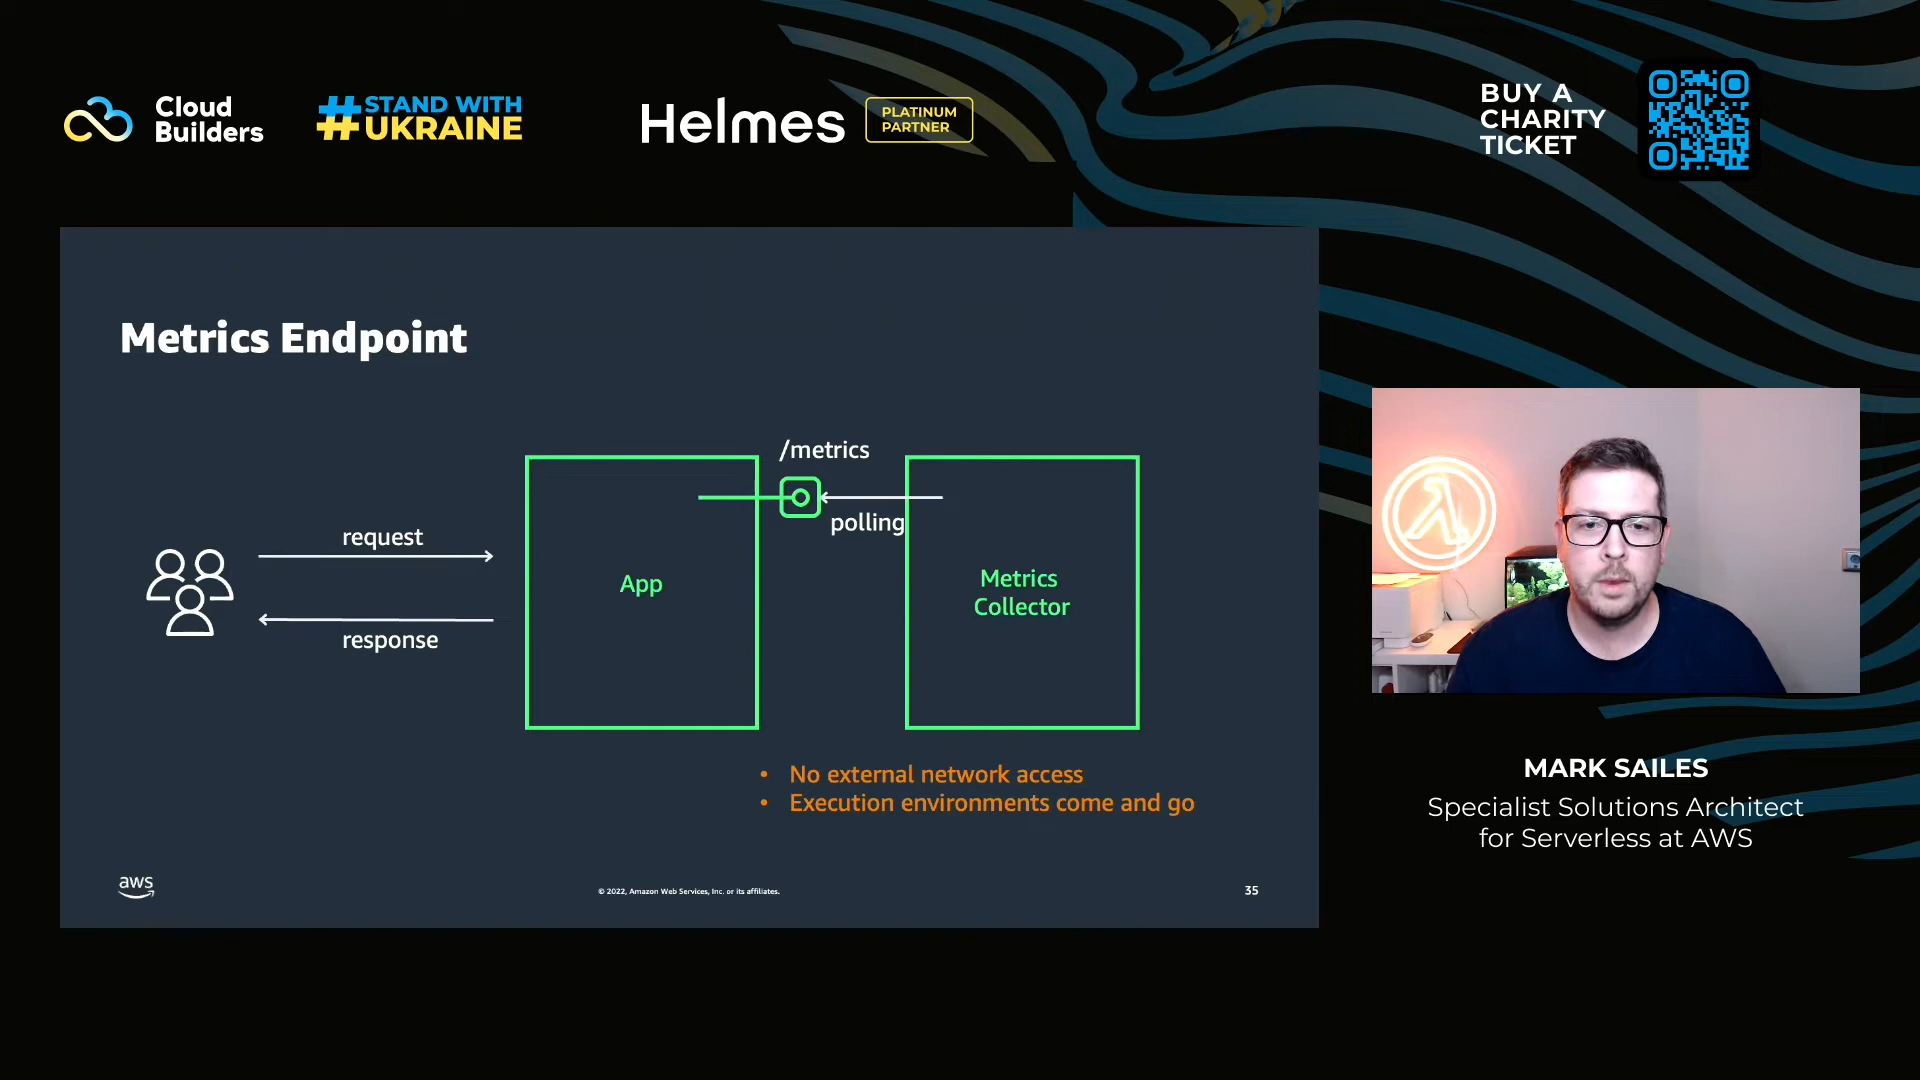 Cloud
Builders
#STAND WITH
UKRAINE
Helmes
PLATINUM
PARTNER
BUY A
CHARITY
TICKET
Metrics Endpoint
/metrics
polling
request
response
App
Metrics
Collector
• No external network access
• Execution environments come and go
aws
© 2022, Amazon Web Services, Inc. or its affiliates.
35
MARK SAILES
Specialist Solutions Architect
for Serverless at AWS